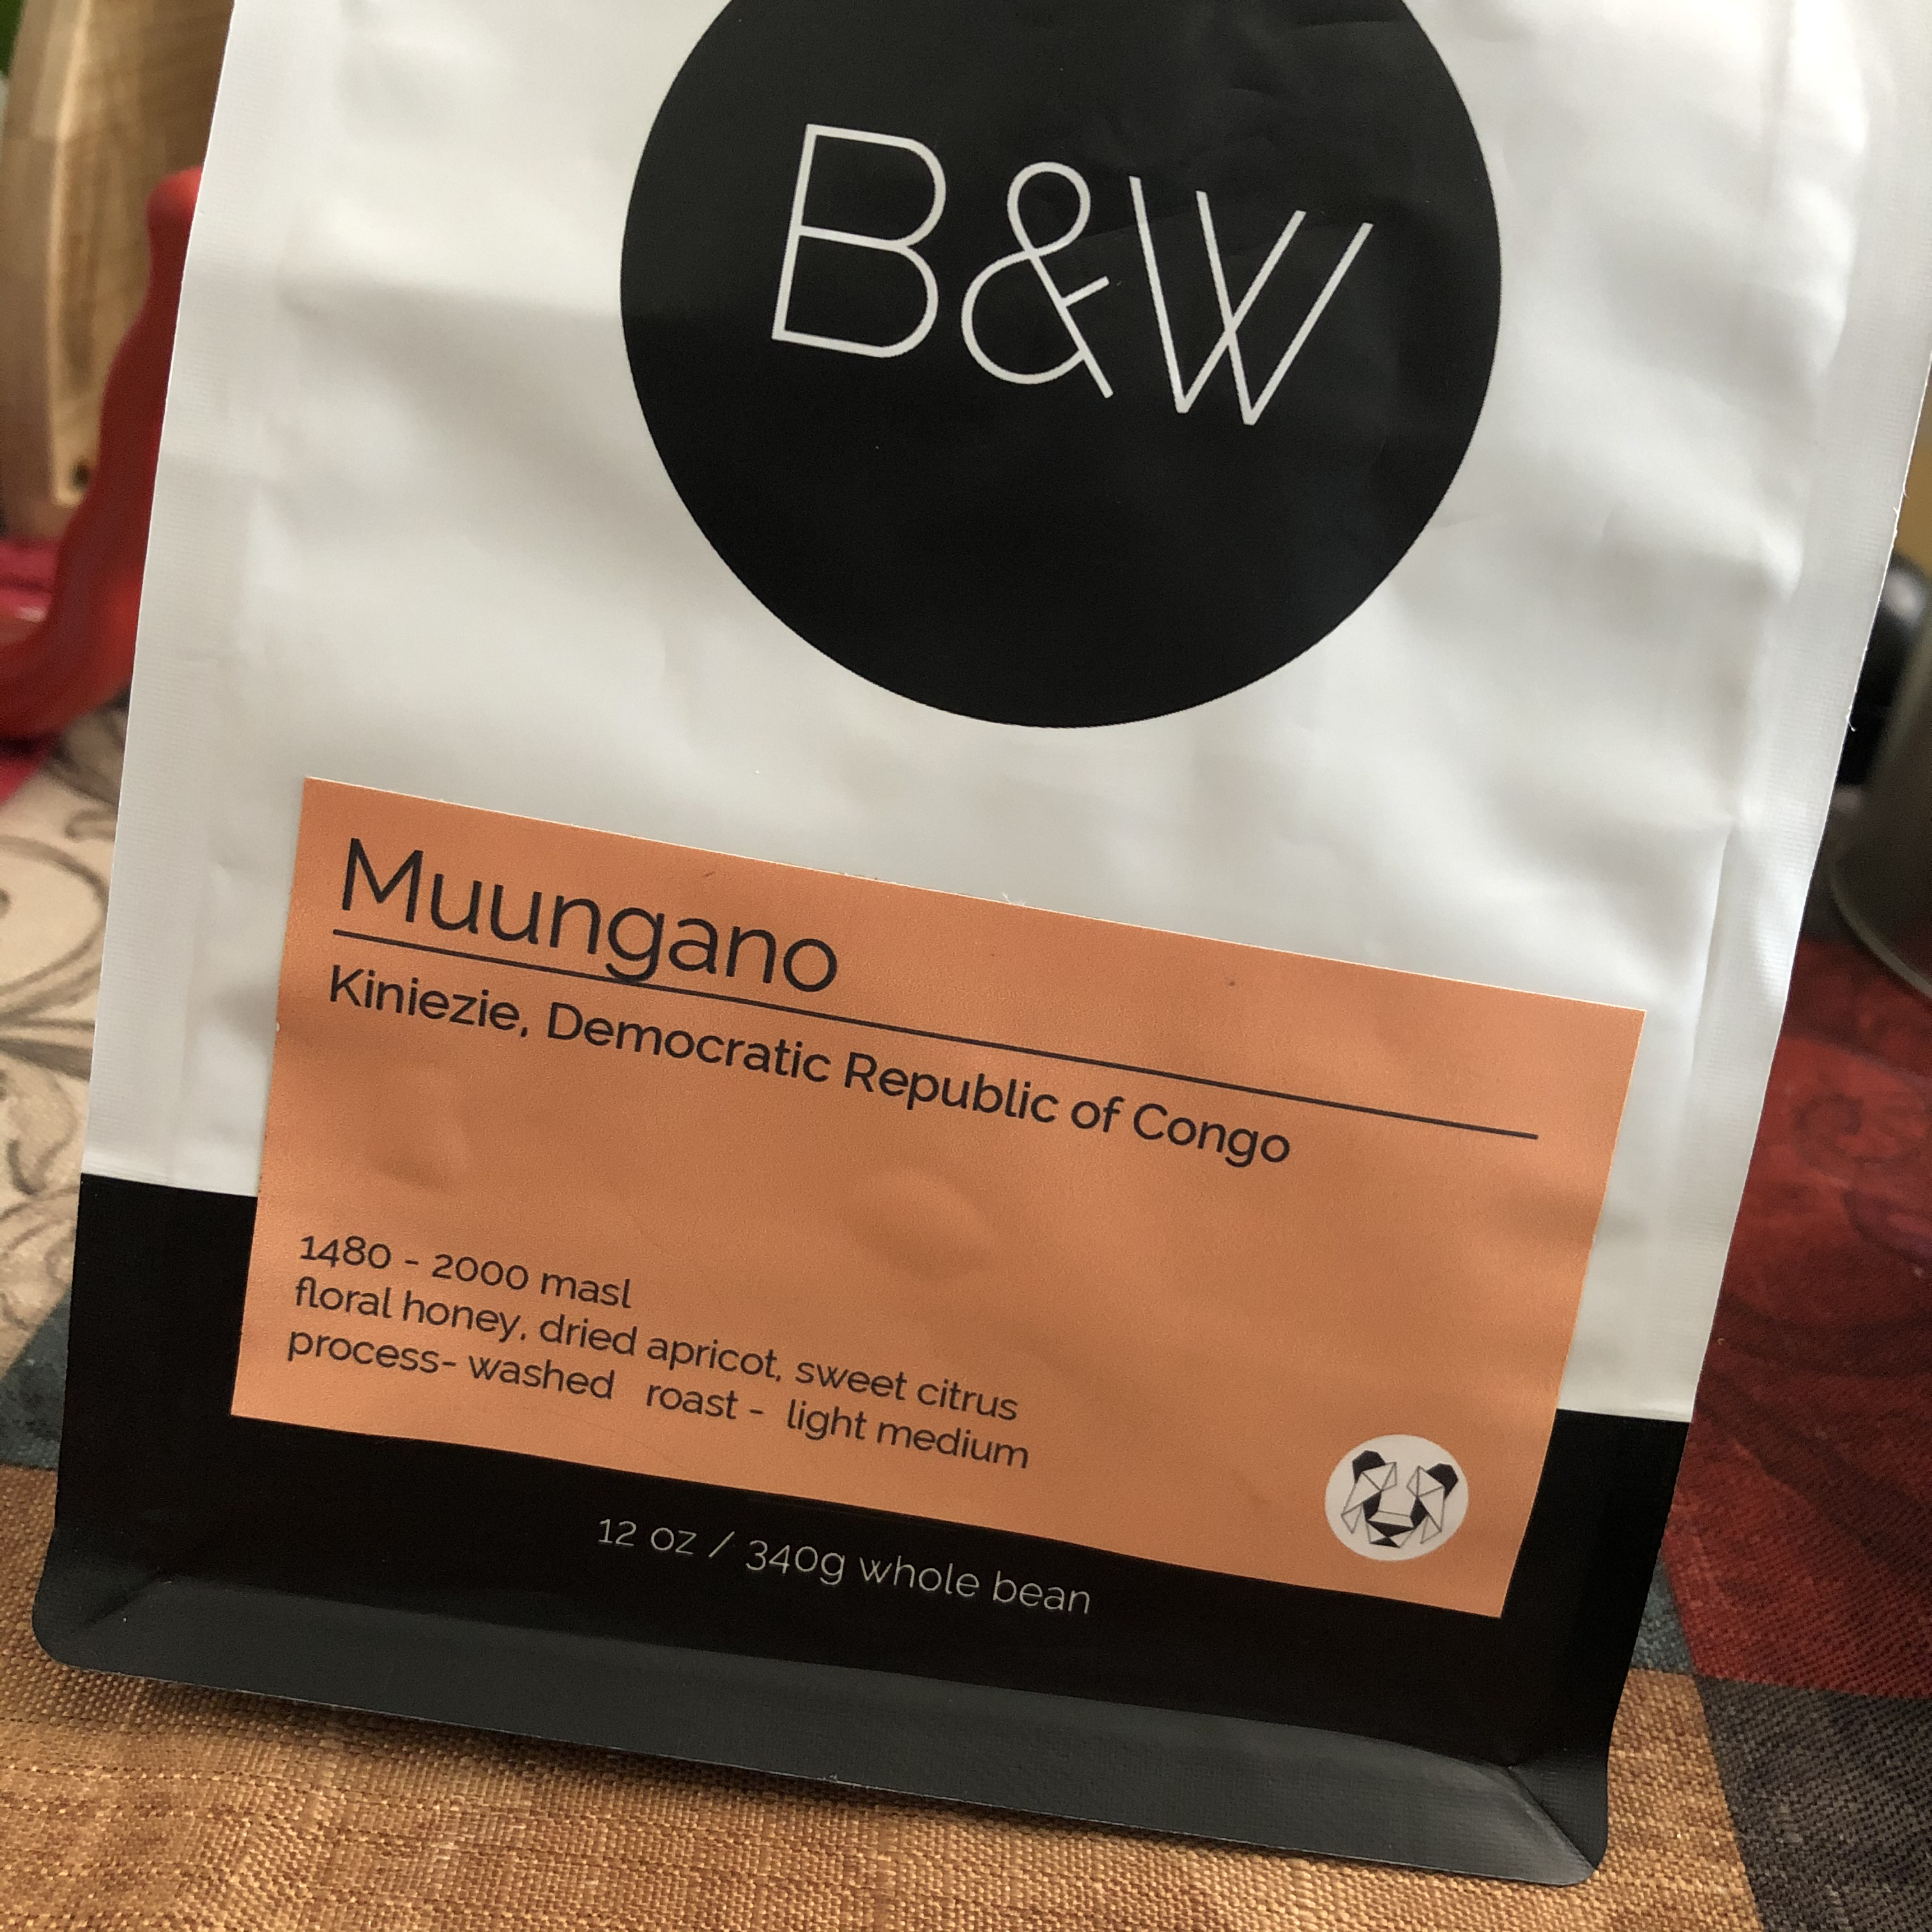 B&W
Muungano
Kiniezie, Democratic Republic of Congo
1480 - 2000 masl
floral honey, dried apricot, sweet citrus
process- washed roast - light medium
12 oz / 340g whole bean